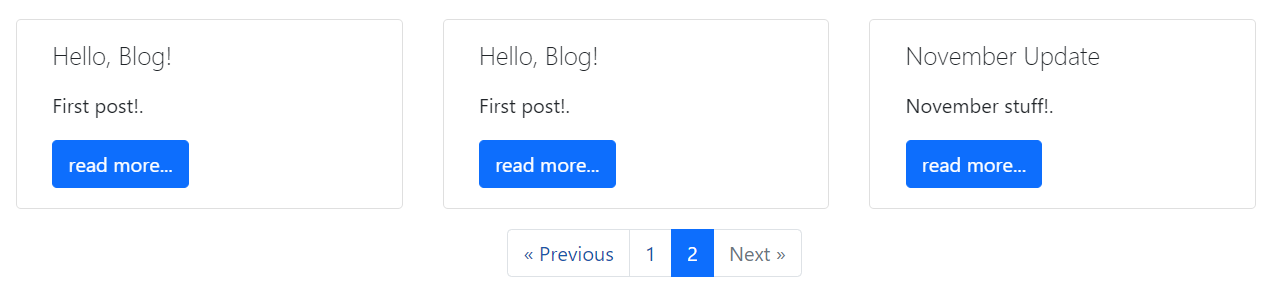 Hello, Blog!
First post!.
read more...
Hello, Blog!
First post!.
read more...
November Update
November stuff!.
read more...
« Previous 1 2 Next »